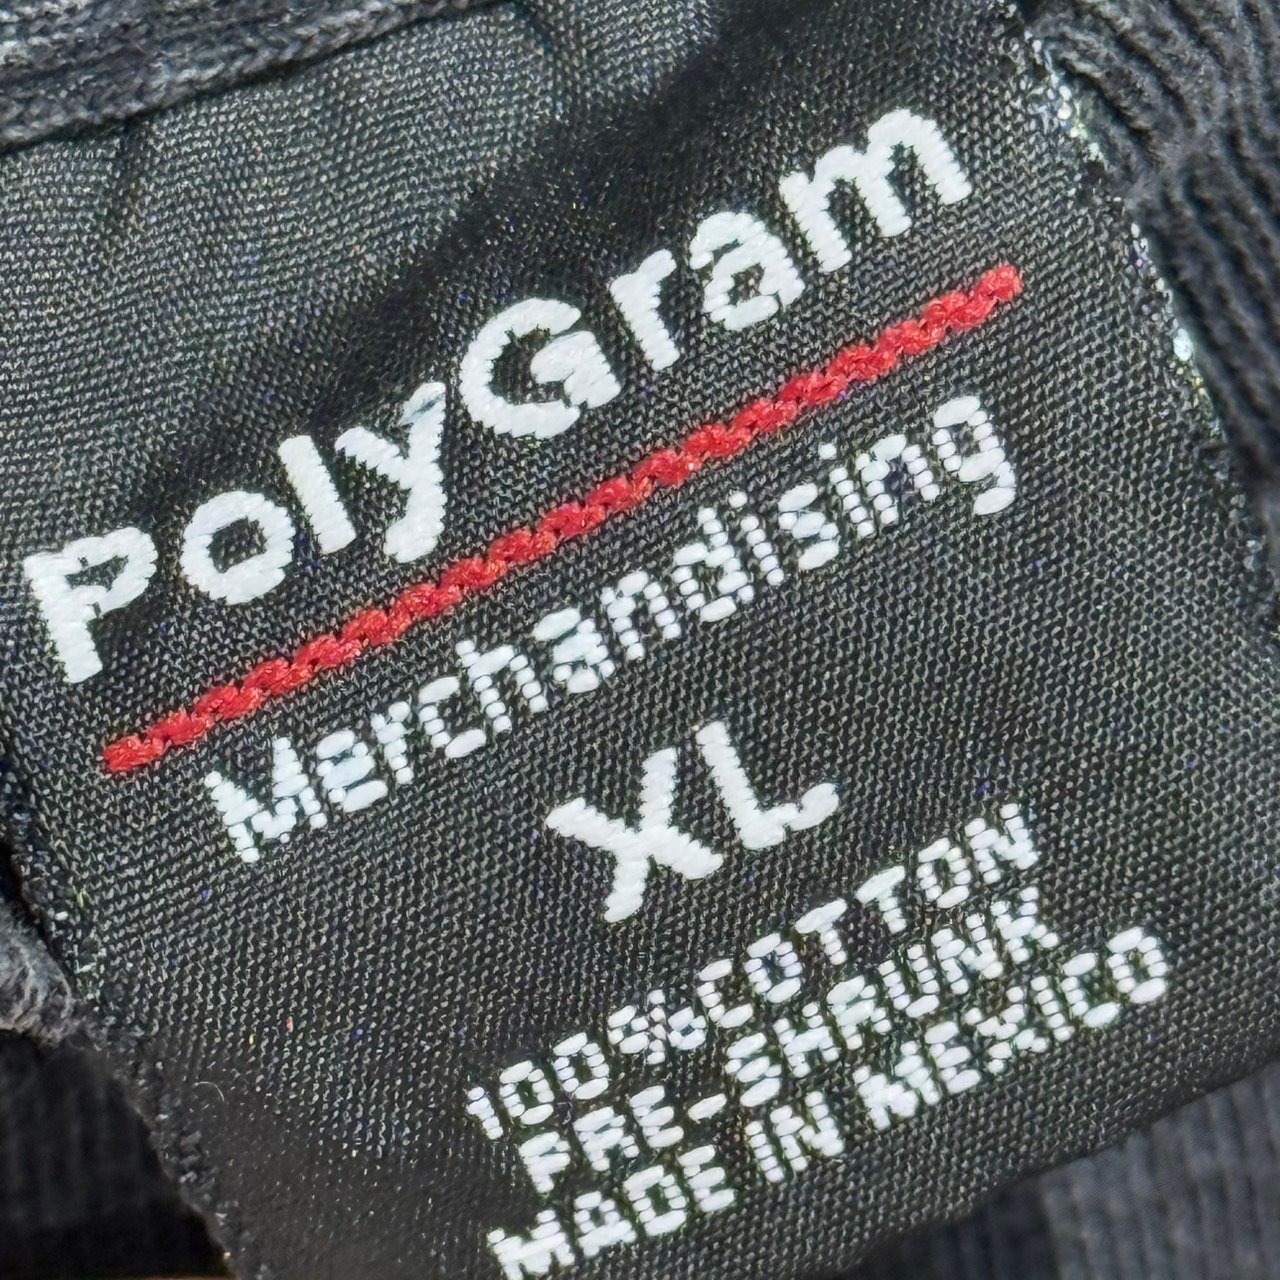 PolyGram
Merchandising
XL
100% COTTON
PRE-SHRUNK
MADE IN MEXICO